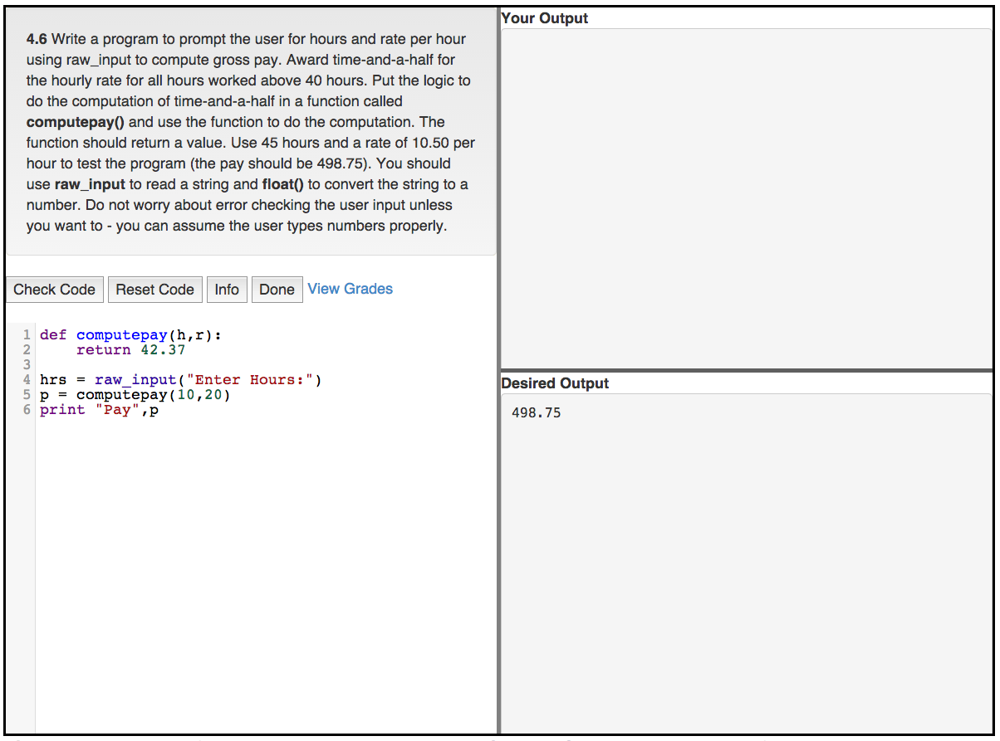 4.6 Write a program to prompt the user for hours and rate per hour
using raw_input to compute gross pay. Award time-and-a-half for
the hourly rate for all hours worked above 40 hours. Put the logic to
do the computation of time-and-a-half in a function called
computepay() and use the function to do the computation. The
function should return a value. Use 45 hours and a rate of 10.50 per
hour to test the program (the pay should be 498.75). You should
use raw_input to read a string and float() to convert the string to a
number. Do not worry about error checking the user input unless
you want to - you can assume the user types numbers properly.
Check Code Reset Code Info Done View Grades
1 def computepay(h,r):
2     return 42.37
3
4 hrs = raw_input("Enter Hours:")
5 p = computepay(10,20)
6 print "Pay",p
Your Output
Desired Output
498.75